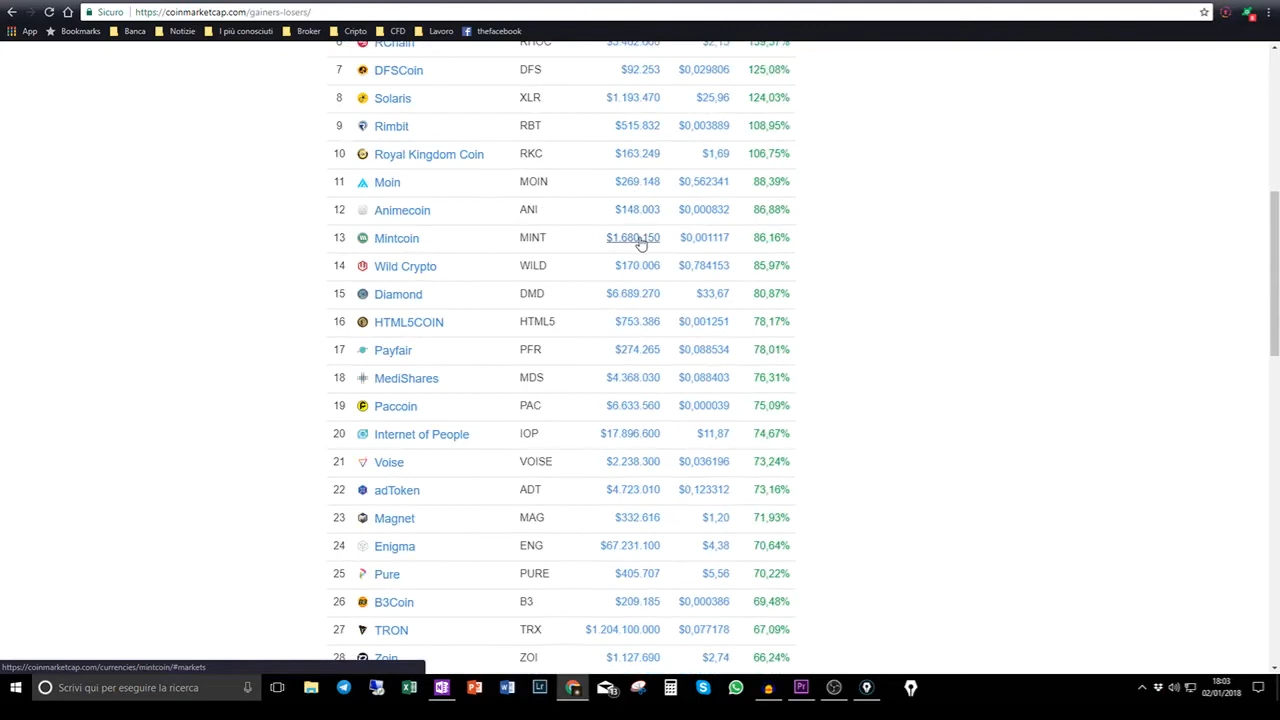 Sicuro https://coinmarketcap.com/gainers-losers/
App Bookmarks Banca Notizie I più conosciuti Broker Cripto CFD Lavoro thefacebook
6 RChain RHOC
7 DFSCoin DFS $92.253 $0,029806 125,08%
8 Solaris XLR $1.193.470 $25,96 124,03%
9 Rimbit RBT $515.832 $0,003889 108,95%
10 Royal Kingdom Coin RKC $163.249 $1,69 106,75%
11 Moin MOIN $269.148 $0,562341 88,39%
12 Animecoin ANI $148.003 $0,000832 86,88%
13 Mintcoin MINT $1.680.150 $0,001117 86,16%
14 Wild Crypto WILD $170.006 $0,784153 85,97%
15 Diamond DMD $6.689.270 $33,67 80,87%
16 HTML5COIN HTML5 $753.386 $0,001251 78,17%
17 Payfair PFR $274.265 $0,088534 78,01%
18 MediShares MDS $4.368.030 $0,088403 76,31%
19 Paccoin PAC $6.633.560 $0,000039 75,09%
20 Internet of People IOP $17.896.600 $11,87 74,67%
21 Voise VOISE $2.238.300 $0,036196 73,24%
22 adToken ADT $4.723.010 $0,123312 73,16%
23 Magnet MAG $332.616 $1,20 71,93%
24 Enigma ENG $67.231.100 $4,38 70,64%
25 Pure PURE $405.707 $5,56 70,22%
26 B3Coin B3 $209.185 $0,000386 69,48%
27 TRON TRX $1.204.100.000 $0,077178 67,09%
28 Zoin ZOI $1.127.690 $2,74 66,24%
https://coinmarketcap.com/currencies/mintcoin/#markets
Scrivi qui per eseguire la ricerca
13
18:03
02/01/2018